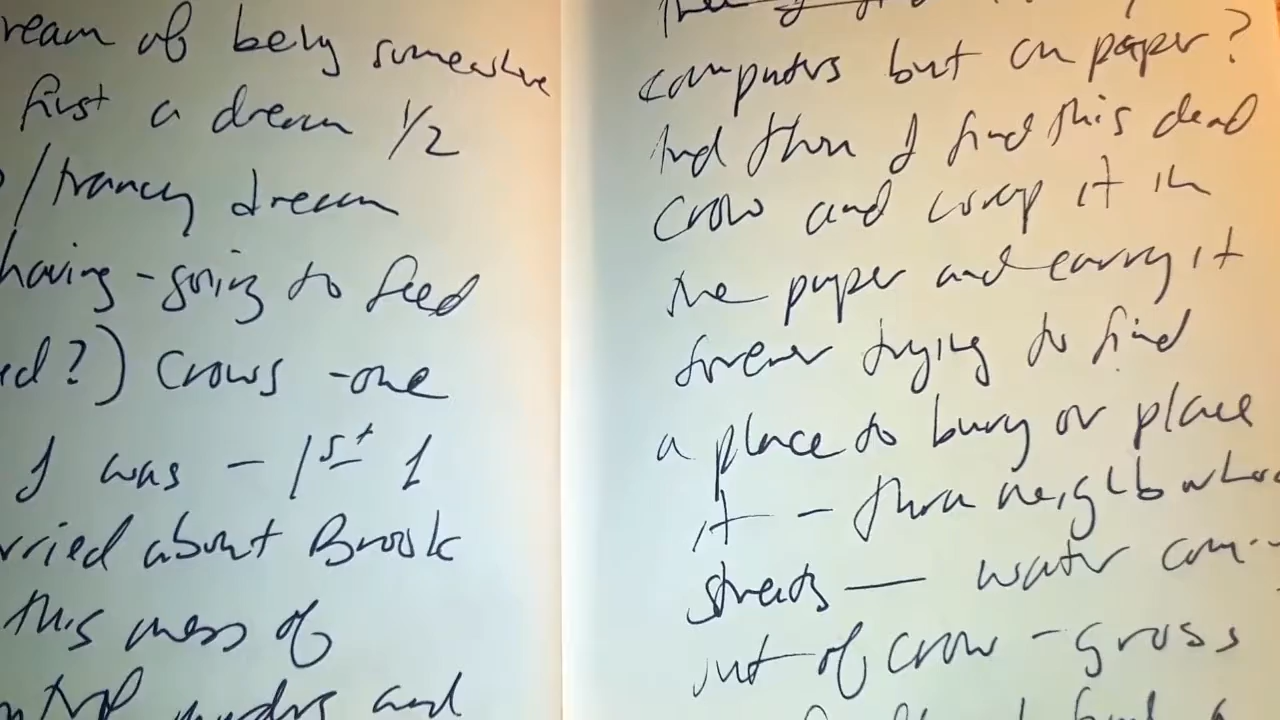 ream of being somewhere
first a dream 1/2
/trancy dream
having - going to feed
ed?) Crows - one
I was - 1st I
rried about Brook
this mess of
and
computers but on paper?
And then I find this dead
crow and wrap it in
the paper and carry it
forever trying to find
a place to bury or place
it - thru neighborhoo
streets — water com-
out of crow - gross